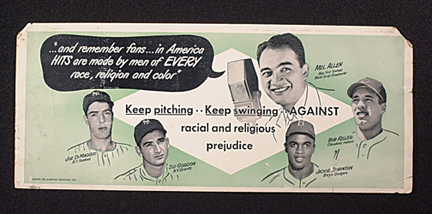 "...and remember fans...in America
HITS are made by men of EVERY
race, religion and color"
MEL ALLEN
Keep pitching .. Keep swinging .. AGAINST
racial and religious
prejudice
JOE DiMAGGIO
N.Y. Yankees
SID GORDON
N.Y. Giants
BOB FELLER
Cleveland Indians
JACKIE ROBINSON